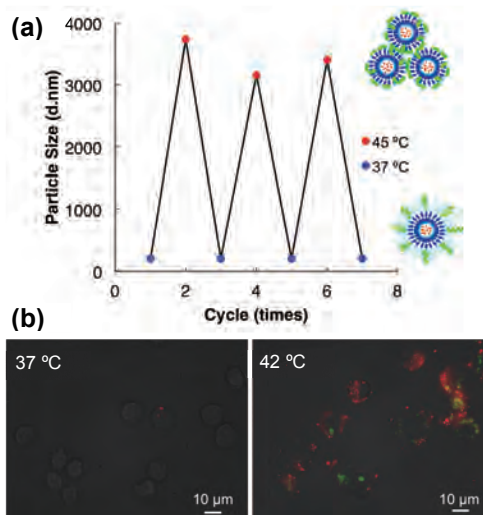 (a)
4000
3000
2000
1000
0
Particle Size (d.nm)
45 ºC
37 ºC
0 2 4 6 8
Cycle (times)
(b)
37 ºC
42 ºC
10 µm
10 µm